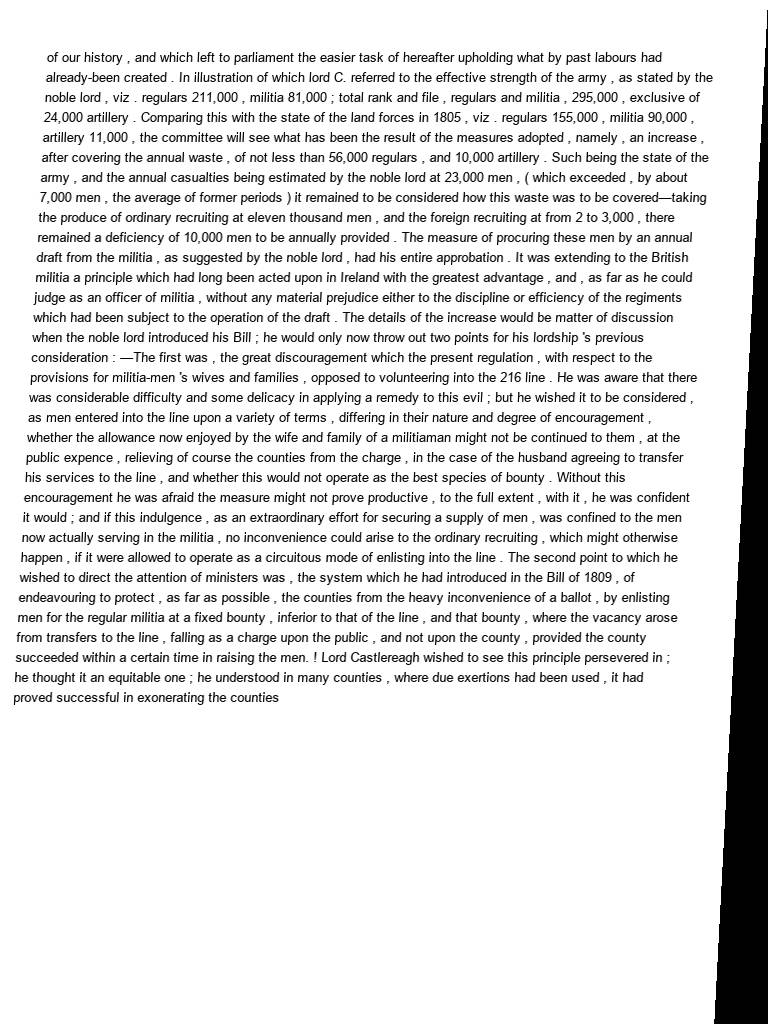 of our history , and which left to parliament the easier task of hereafter upholding what by past labours had
already-been created . In illustration of which lord C. referred to the effective strength of the army , as stated by the
noble lord , viz . regulars 211,000 , militia 81,000 ; total rank and file , regulars and militia , 295,000 , exclusive of
24,000 artillery . Comparing this with the state of the land forces in 1805 , viz . regulars 155,000 , militia 90,000 ,
artillery 11,000 , the committee will see what has been the result of the measures adopted , namely , an increase ,
after covering the annual waste , of not less than 56,000 regulars , and 10,000 artillery . Such being the state of the
army , and the annual casualties being estimated by the noble lord at 23,000 men , ( which exceeded , by about
7,000 men , the average of former periods ) it remained to be considered how this waste was to be covered—taking
the produce of ordinary recruiting at eleven thousand men , and the foreign recruiting at from 2 to 3,000 , there
remained a deficiency of 10,000 men to be annually provided . The measure of procuring these men by an annual
draft from the militia , as suggested by the noble lord , had his entire approbation . It was extending to the British
militia a principle which had long been acted upon in Ireland with the greatest advantage , and , as far as he could
judge as an officer of militia , without any material prejudice either to the discipline or efficiency of the regiments
which had been subject to the operation of the draft . The details of the increase would be matter of discussion
when the noble lord introduced his Bill ; he would only now throw out two points for his lordship 's previous
consideration : —The first was , the great discouragement which the present regulation , with respect to the
provisions for militia-men 's wives and families , opposed to volunteering into the 216 line . He was aware that there
was considerable difficulty and some delicacy in applying a remedy to this evil ; but he wished it to be considered ,
as men entered into the line upon a variety of terms , differing in their nature and degree of encouragement ,
whether the allowance now enjoyed by the wife and family of a militiaman might not be continued to them , at the
public expence , relieving of course the counties from the charge , in the case of the husband agreeing to transfer
his services to the line , and whether this would not operate as the best species of bounty . Without this
encouragement he was afraid the measure might not prove productive , to the full extent , with it , he was confident
it would ; and if this indulgence , as an extraordinary effort for securing a supply of men , was confined to the men
now actually serving in the militia , no inconvenience could arise to the ordinary recruiting , which might otherwise
happen , if it were allowed to operate as a circuitous mode of enlisting into the line . The second point to which he
wished to direct the attention of ministers was , the system which he had introduced in the Bill of 1809 , of
endeavouring to protect , as far as possible , the counties from the heavy inconvenience of a ballot , by enlisting
men for the regular militia at a fixed bounty , inferior to that of the line , and that bounty , where the vacancy arose
from transfers to the line , falling as a charge upon the public , and not upon the county , provided the county
succeeded within a certain time in raising the men. ! Lord Castlereagh wished to see this principle persevered in ;
he thought it an equitable one ; he understood in many counties , where due exertions had been used , it had
proved successful in exonerating the counties